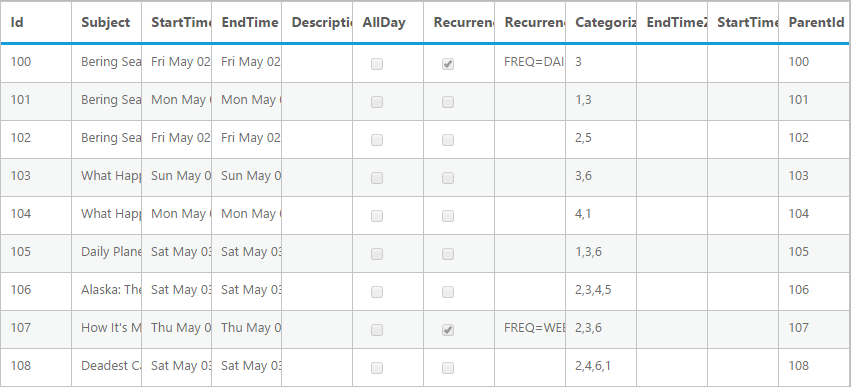 Id Subject StartTime EndTime Descriptio AllDay Recurrenc Recurrenc Categoriz EndTimeZ StartTime ParentId
100 Bering Sea Fri May 02 Fri May 02 FREQ=DAI 3 100
101 Bering Sea Mon May 0 Mon May 0 1,3 101
102 Bering Sea Fri May 02 Fri May 02 2,5 102
103 What Happ Sun May 0 Sun May 0 3,6 103
104 What Happ Mon May 0 Mon May 0 4,1 104
105 Daily Plane Sat May 03 Sat May 03 1,3,6 105
106 Alaska: The Sat May 03 Sat May 03 2,3,4,5 106
107 How It's M Thu May 0 Thu May 0 FREQ=WEE 2,3,6 107
108 Deadest Ca Sat May 03 Sat May 03 2,4,6,1 108